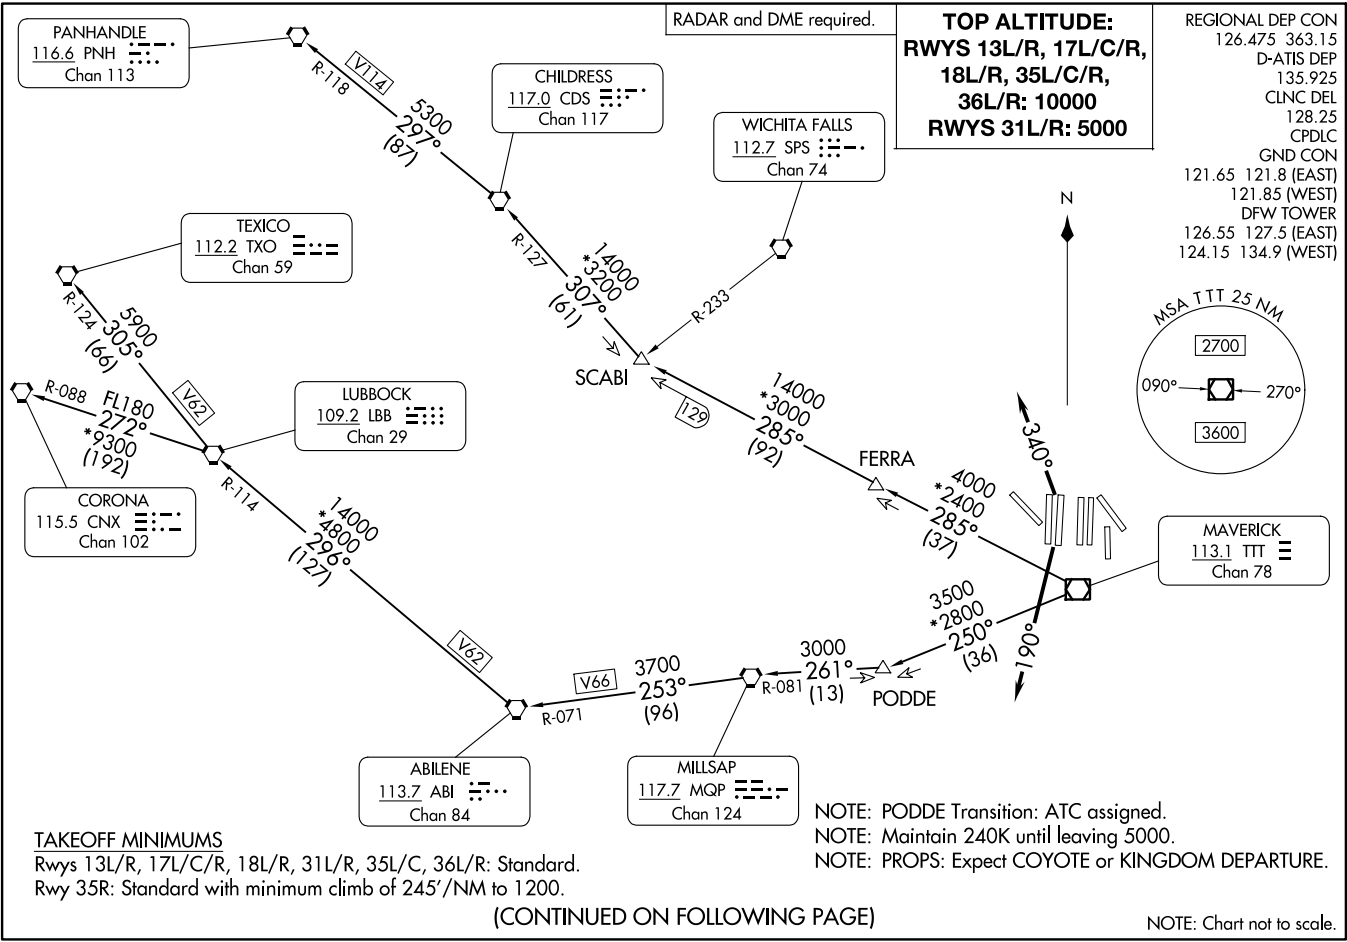 RADAR and DME required.
TOP ALTITUDE:
RWYS 13L/R, 17L/C/R,
18L/R, 35L/C/R,
36L/R: 10000
RWYS 31L/R: 5000
REGIONAL DEP CON
126.475 363.15
D-ATIS DEP
135.925
CLNC DEL
128.25
CPDLC
GND CON
121.65 121.8 (EAST)
121.85 (WEST)
DFW TOWER
126.55 127.5 (EAST)
124.15 134.9 (WEST)
PANHANDLE
116.6 PNH
Chan 113
R-118
V114
5300
297°
(87)
CHILDRESS
117.0 CDS
Chan 117
WICHITA FALLS
112.7 SPS
Chan 74
N
TEXICO
112.2 TXO
Chan 59
R-127
14000
*3200
307°
(61)
R-233
SCABI
129
MSA TTT 25 NM
2700
090°
270°
3600
R-124
5900
305°
(66)
V62
R-088
FL180
272°
*9300
(192)
LUBBOCK
109.2 LBB
Chan 29
14000
*3000
285°
(92)
FERRA
340°
CORONA
115.5 CNX
Chan 102
R-114
14000
*4800
296°
(127)
4000
*2400
285°
(37)
MAVERICK
113.1 TTT
Chan 78
3500
*2800
250°
(36)
190°
V62
V66
3700
253°
(96)
R-071
3000
261°
(13)
R-081
PODDE
ABILENE
113.7 ABI
Chan 84
MILLSAP
117.7 MQP
Chan 124
NOTE: PODDE Transition: ATC assigned.
NOTE: Maintain 240K until leaving 5000.
NOTE: PROPS: Expect COYOTE or KINGDOM DEPARTURE.
TAKEOFF MINIMUMS
Rwys 13L/R, 17L/C/R, 18L/R, 31L/R, 35L/C, 36L/R: Standard.
Rwy 35R: Standard with minimum climb of 245'/NM to 1200.
(CONTINUED ON FOLLOWING PAGE)
NOTE: Chart not to scale.